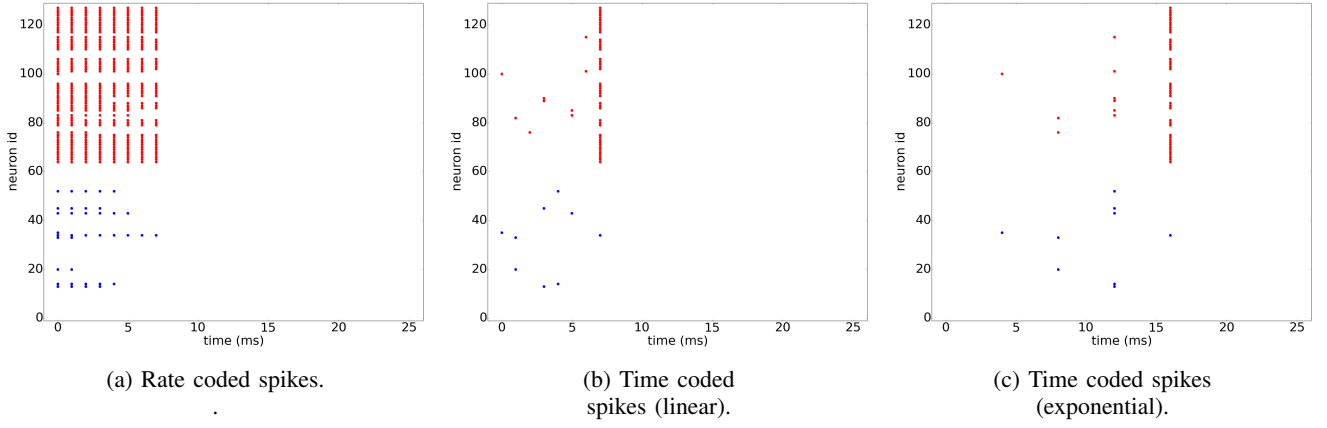 120
100
80
60
40
20
0
neuron id
0 5 10 15 20 25
time (ms)
(a) Rate coded spikes.
.
120
100
80
60
40
20
0
neuron id
0 5 10 15 20 25
time (ms)
(b) Time coded
spikes (linear).
120
100
80
60
40
20
0
neuron id
0 5 10 15 20 25
time (ms)
(c) Time coded spikes
(exponential).